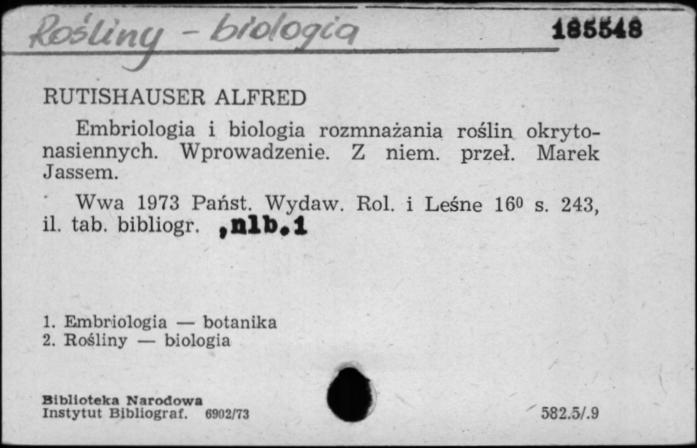 Rośliny - biologia 185548
RUTISHAUSER ALFRED
Embriologia i biologia rozmnażania roślin okryto-
nasiennych. Wprowadzenie. Z niem. przeł. Marek
Jassem.
Wwa 1973 Państ. Wydaw. Rol. i Leśne 16⁰ s. 243,
il. tab. bibliogr. ,nlb.1
1. Embriologia — botanika
2. Rośliny — biologia
Biblioteka Narodowa
Instytut Bibliograf. 6902/73 582.5/.9